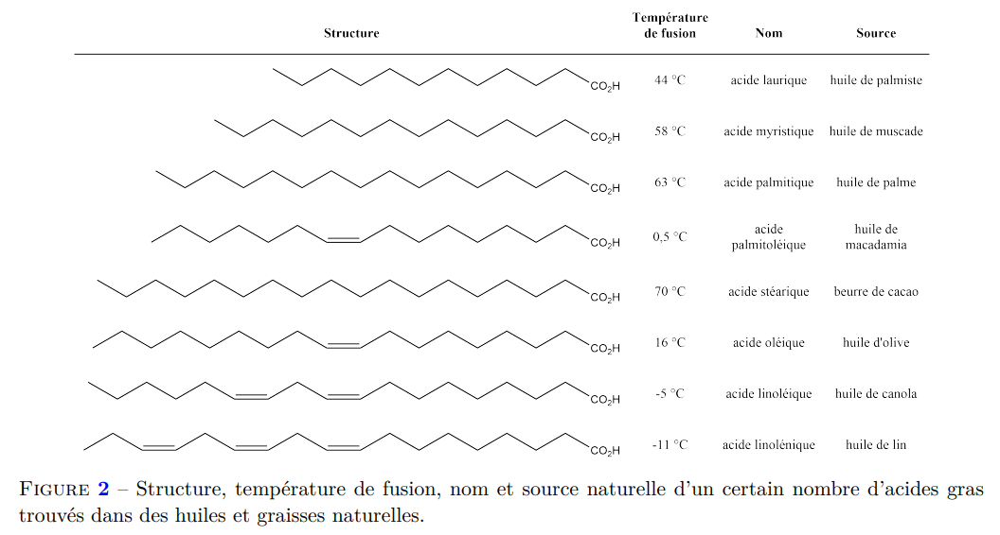 Structure Température de fusion Nom Source
CO2H 44 °C acide laurique huile de palmiste
CO2H 58 °C acide myristique huile de muscade
CO2H 63 °C acide palmitique huile de palme
CO2H 0,5 °C acide palmitoléique huile de macadamia
CO2H 70 °C acide stéarique beurre de cacao
CO2H 16 °C acide oléique huile d'olive
CO2H -5 °C acide linoléique huile de canola
CO2H -11 °C acide linolénique huile de lin
FIGURE 2 – Structure, température de fusion, nom et source naturelle d'un certain nombre d'acides gras
trouvés dans des huiles et graisses naturelles.